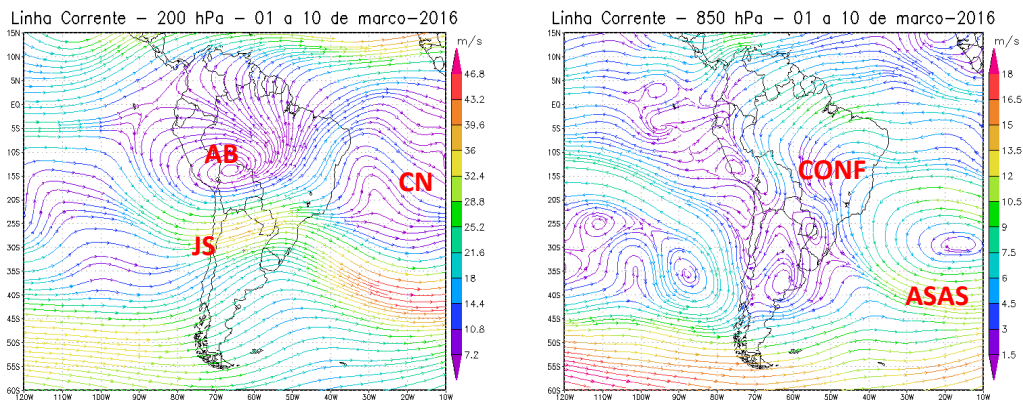 Linha Corrente - 200 hPa - 01 a 10 de marco-2016
m/s
15N
10N
5N
EQ
5S
10S
15S
20S
25S
30S
35S
40S
45S
50S
55S
60S
120W 110W 100W 90W 80W 70W 60W 50W 40W 30W 20W 10W
46.8
43.2
39.6
36
32.4
28.8
25.2
21.6
18
14.4
10.8
7.2
AB
CN
JS
Linha Corrente - 850 hPa - 01 a 10 de marco-2016
m/s
15N
10N
5N
EQ
5S
10S
15S
20S
25S
30S
35S
40S
45S
50S
55S
60S
120W 110W 100W 90W 80W 70W 60W 50W 40W 30W 20W 10W
18
16.5
15
13.5
12
10.5
9
7.5
6
4.5
3
1.5
CONF
ASAS